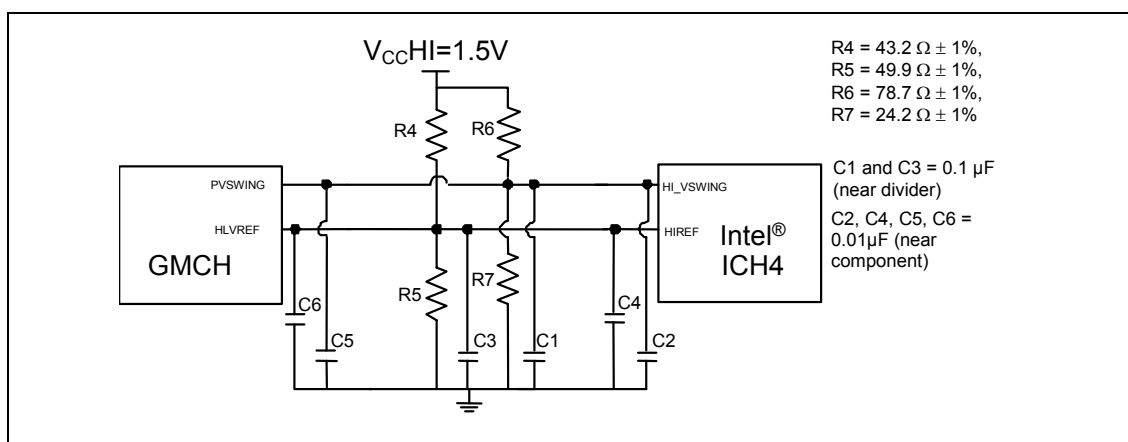 V_CC HI=1.5V
R4 = 43.2 Ω ± 1%,
R5 = 49.9 Ω ± 1%,
R6 = 78.7 Ω ± 1%,
R7 = 24.2 Ω ± 1%
R4
R6
PVSWING
HI_VSWING
C1 and C3 = 0.1 µF
(near divider)
HLVREF
HIREF
C2, C4, C5, C6 =
0.01µF (near
component)
GMCH
Intel®
ICH4
R5
R7
C6
C4
C5
C3
C1
C2